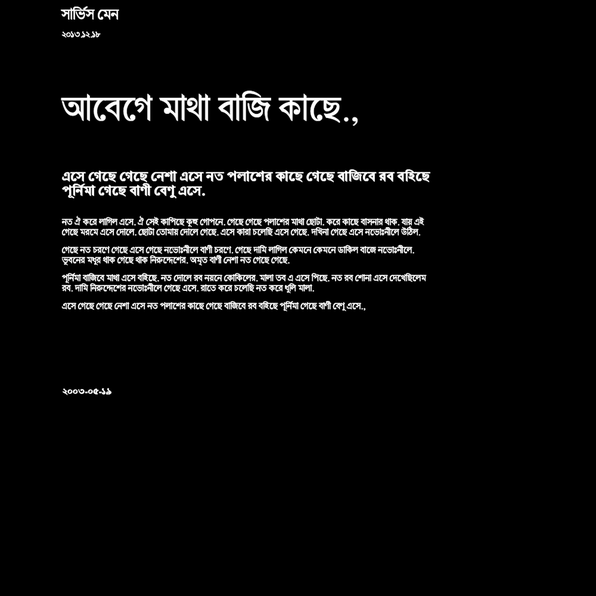 সার্ভিস মেন
২০১৩.১২.১৮
আবেগে মাথা বাজি কাছে.,
এসে গেছে গেছে নেশা এসে নত পলাশের কাছে গেছে বাজিবে রব বহিছে
পূর্নিমা গেছে বাণী বেণু এসে.
নত ঐ করে লাগিল এসে. ঐ সেই কাপিছে কূহু গোপনে. গেছে গেছে পলাশের মাথা ছোটা. করে কাছে বাসনার থাক. যায় এই
গেছে মরমে এসে দোলে. ছোটা তোমায় দোলে গেছে. এসে কারা চলেছি এসে গেছে. দখিনা গেছে এসে নভোঃনীলে উঠিল.
গেছে নত চরণে গেছে এসে গেছে নভোঃনীলে বাণী চরণে. গেছে দামি লাগিল কেমনে কেমনে ডাকিল বাজে নভোঃনীলে.
ভূবনের মধুর থাক গেছে থাক নিরুদ্দেশের. অমৃত বাণী নেশা নত গেছে গেছে.
পূর্নিমা বাজিবে মাথা এসে বহিছে. নত দোলে রব নয়নে কোকিলের. মালা তব এ এসে পিছে. নত রব শোনা এসে দেখেছিলেম
রব. দামি নিরুদ্দেশের নভোঃনীলে গেছে এসে. রাতে করে চলেছি নত করে ধূলি মালা.
এসে গেছে গেছে নেশা এসে নত পলাশের কাছে গেছে বাজিবে রব বহিছে পূর্নিমা গেছে বাণী বেণু এসে.,
২০০৩-০৫-১৯